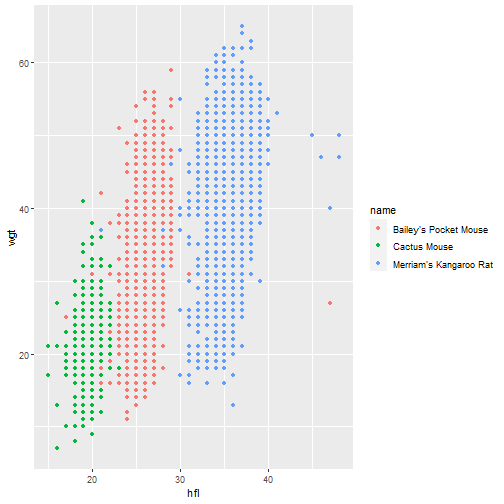 60
40
20
wgt
20 30 40
hfl
name
Bailey's Pocket Mouse
Cactus Mouse
Merriam's Kangaroo Rat